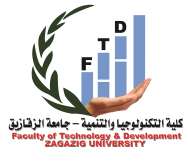 F T D
كلية التكنولوجيا والتنمية - جامعة الزقازيق
Faculty of Technology & Development
ZAGAZIG UNIVERSITY